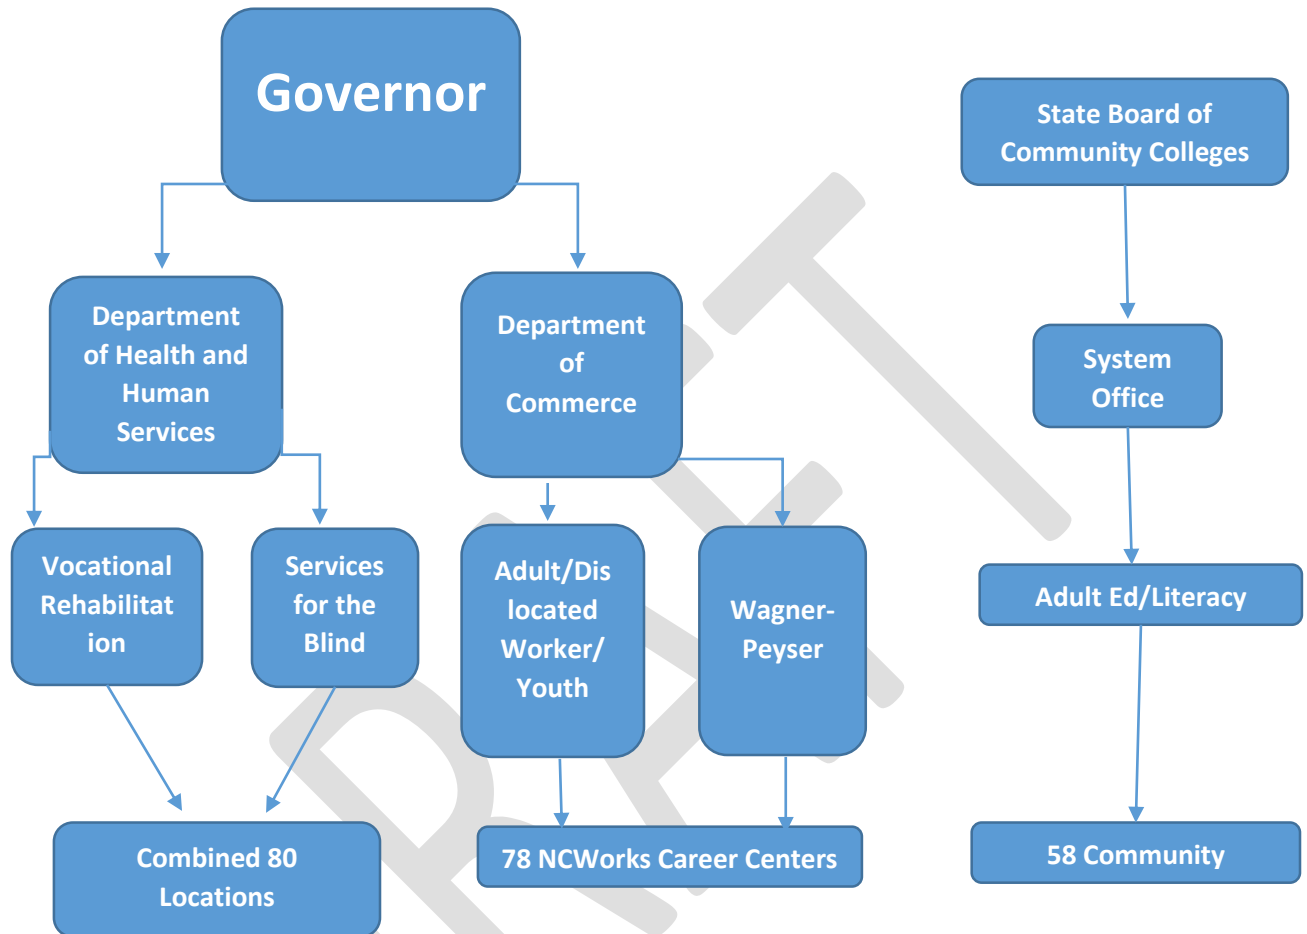 Governor
State Board of
Community Colleges
Department
of Health and
Human
Services
Department
of
Commerce
System
Office
Vocational
Rehabilitat
ion
Services
for the
Blind
Adult/Dis
located
Worker/
Youth
Wagner-
Peyser
Adult Ed/Literacy
Combined 80
Locations
78 NCWorks Career Centers
58 Community
DRAFT